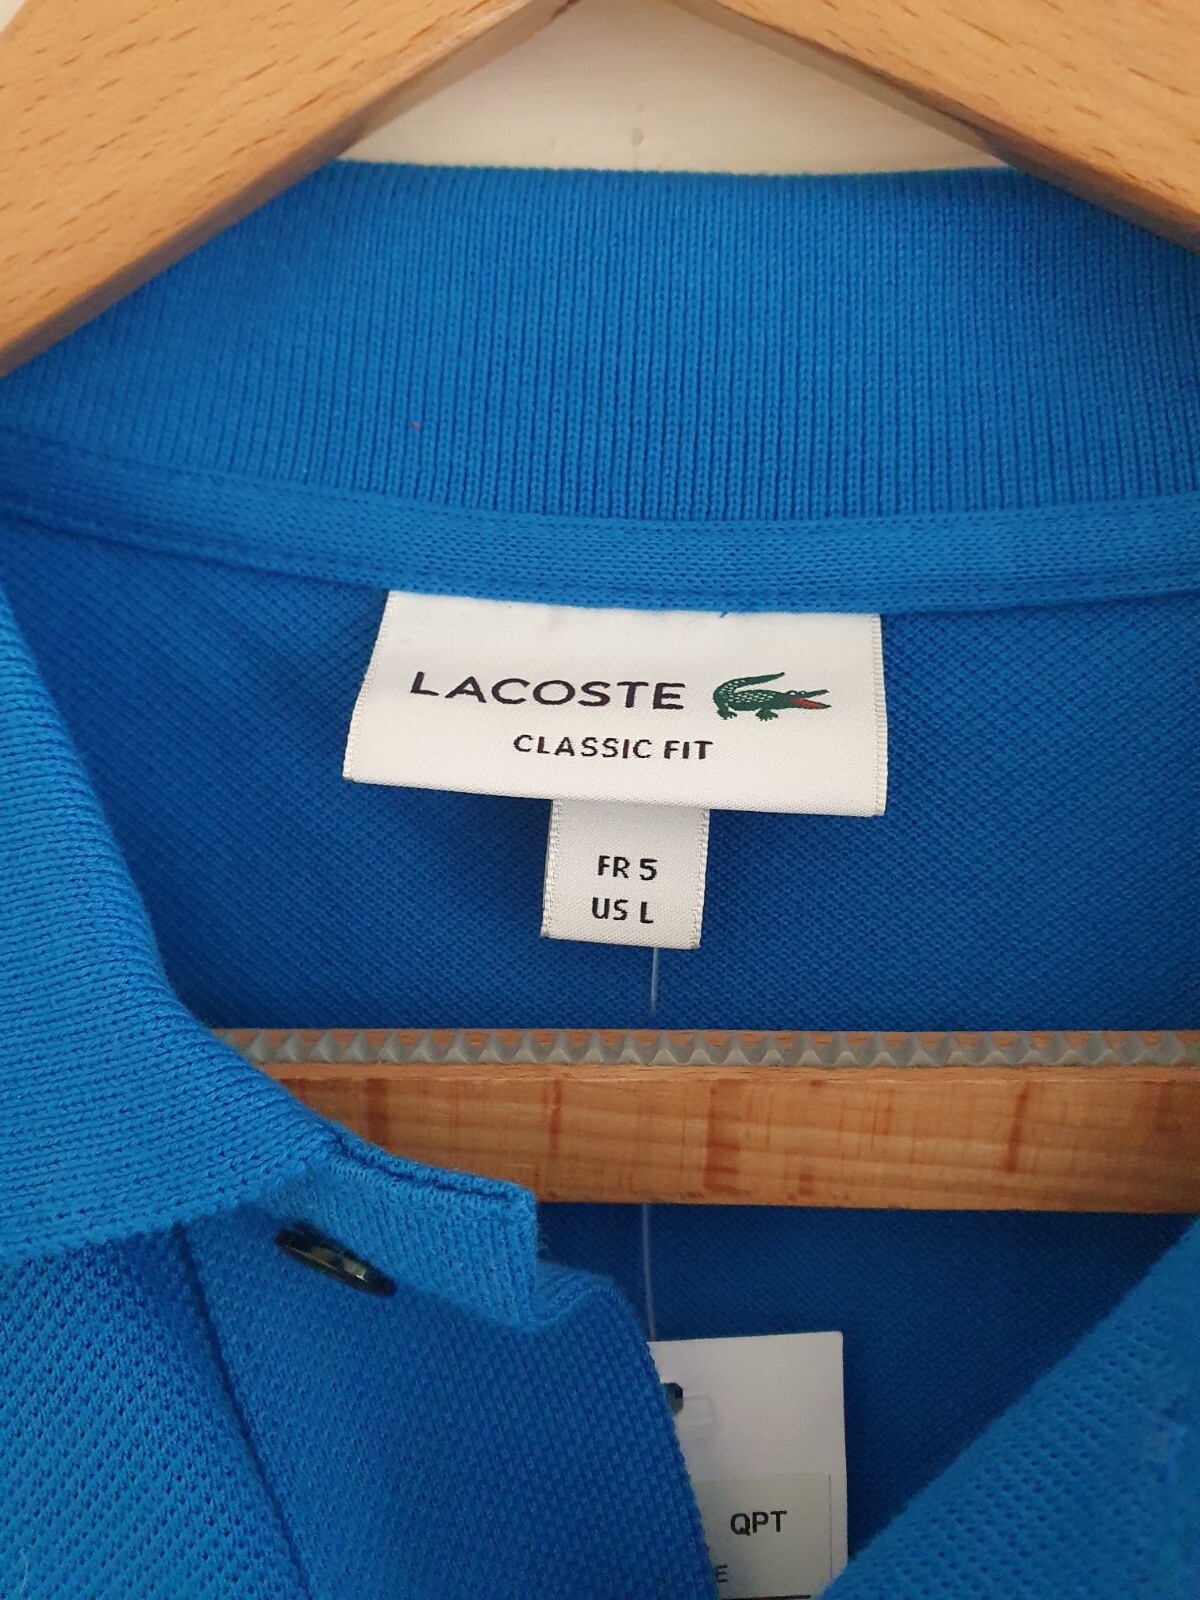 LACOSTE
CLASSIC FIT
FR 5
US L
QPT
E